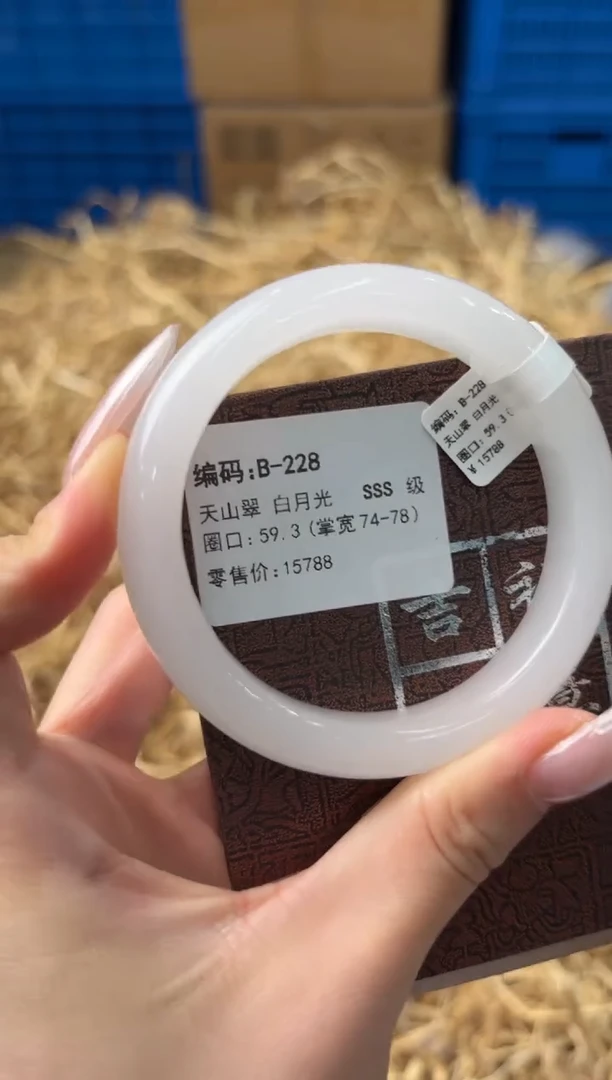 编码:B-228
天山翠 白月光 SSS 级
圈口:59.3(掌宽74-78)
零售价:15788
编码:B-228
天山翠 白月光
圈口:59.3(
¥15788
吉